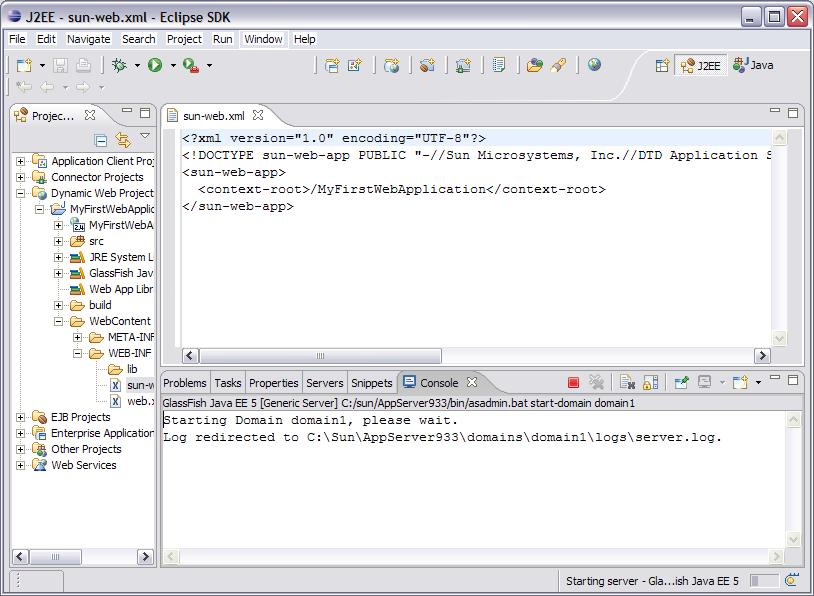 J2EE - sun-web.xml - Eclipse SDK
File Edit Navigate Search Project Run Window Help
J2EE Java
Projec...
sun-web.xml
<?xml version="1.0" encoding="UTF-8"?>
<!DOCTYPE sun-web-app PUBLIC "-//Sun Microsystems, Inc.//DTD Application S
<sun-web-app>
<context-root>/MyFirstWebApplication</context-root>
</sun-web-app>
Application Client Proj
Connector Projects
Dynamic Web Project
MyFirstWebApplic
MyFirstWebA
src
JRE System L
GlassFish Jav
Web App Libr
build
WebContent
META-INF
WEB-INF
lib
sun-w
web.x
EJB Projects
Enterprise Application
Other Projects
Web Services
Problems Tasks Properties Servers Snippets Console
GlassFish Java EE 5 [Generic Server] C:/sun/AppServer933/bin/asadmin.bat start-domain domain1
Starting Domain domain1, please wait.
Log redirected to C:\Sun\AppServer933\domains\domain1\logs\server.log.
Starting server - Gla...ish Java EE 5